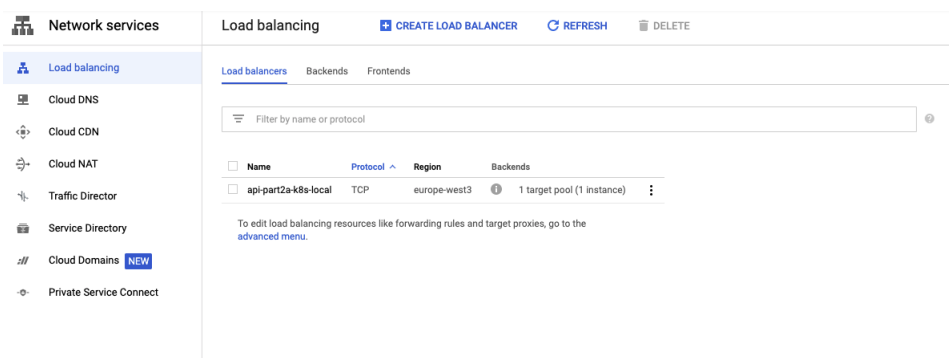 Network services
Load balancing
CREATE LOAD BALANCER
REFRESH
DELETE
Load balancing
Cloud DNS
Cloud CDN
Cloud NAT
Traffic Director
Service Directory
Cloud Domains NEW
Private Service Connect
Load balancers Backends Frontends
Filter by name or protocol
Name Protocol Region Backends
api-part2a-k8s-local TCP europe-west3 1 target pool (1 instance)
To edit load balancing resources like forwarding rules and target proxies, go to the
advanced menu.